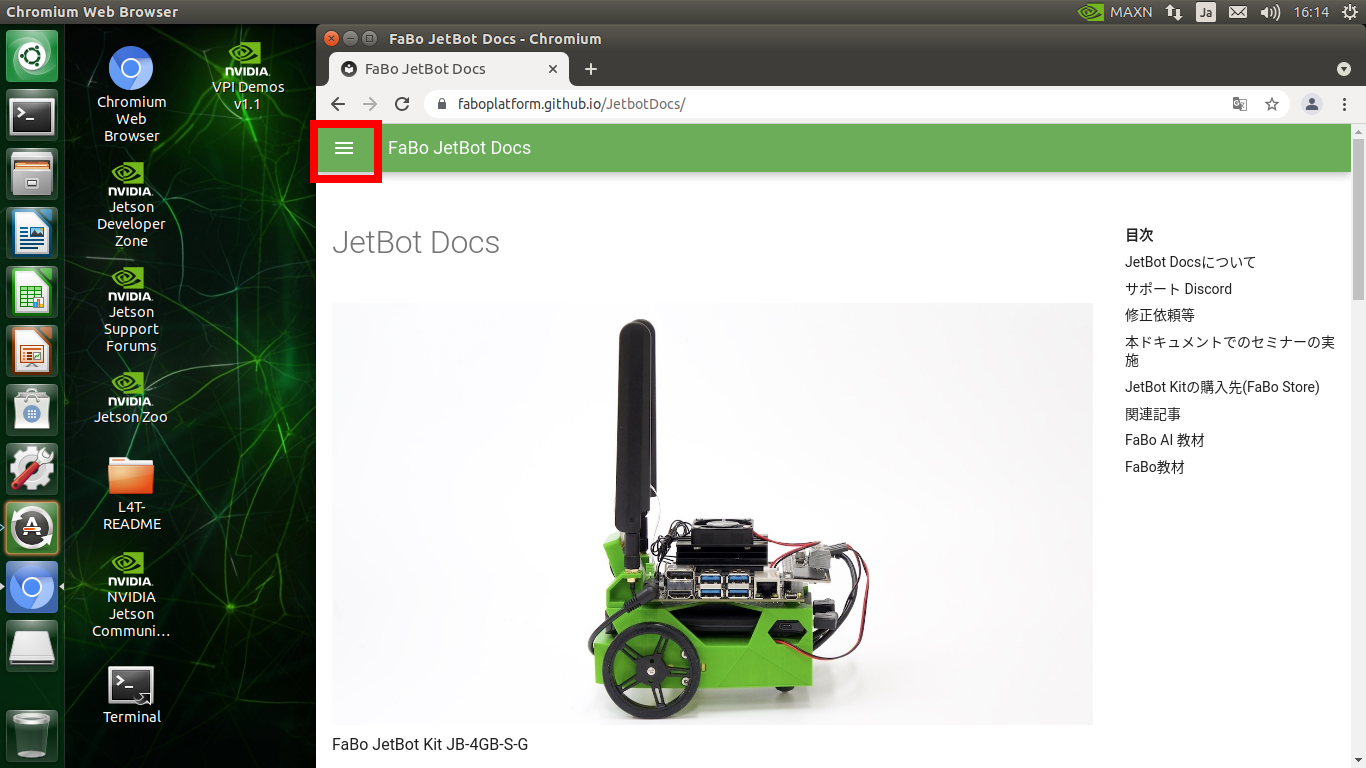 Chromium Web Browser
MAXN
Ja
16:14
FaBo JetBot Docs - Chromium
FaBo JetBot Docs
faboplatform.github.io/JetbotDocs/
Chromium
Web
Browser
NVIDIA.
VPI Demos
v1.1
NVIDIA.
Jetson
Developer
Zone
NVIDIA.
Jetson
Support
Forums
NVIDIA.
Jetson Zoo
L4T-
README
NVIDIA.
NVIDIA
Jetson
Communi…
Terminal
FaBo JetBot Docs
JetBot Docs
FaBo JetBot Kit JB-4GB-S-G
目次
JetBot Docsについて
サポート Discord
修正依頼等
本ドキュメントでのセミナーの実
施
JetBot Kitの購入先(FaBo Store)
関連記事
FaBo AI 教材
FaBo教材